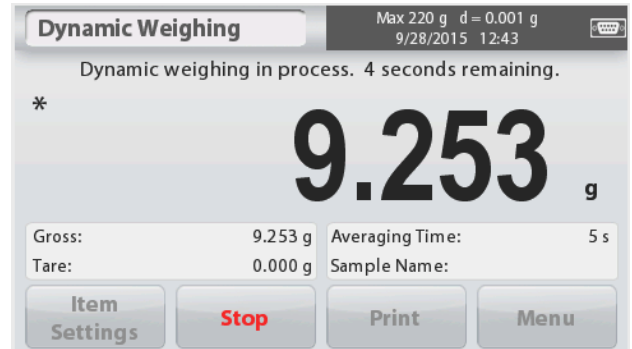 Dynamic Weighing
Max 220 g d = 0.001 g
9/28/2015 12:43
Dynamic weighing in process. 4 seconds remaining.
*
9.253 g
Gross: 9.253 g
Tare: 0.000 g
Averaging Time: 5 s
Sample Name:
Item
Settings
Stop
Print
Menu